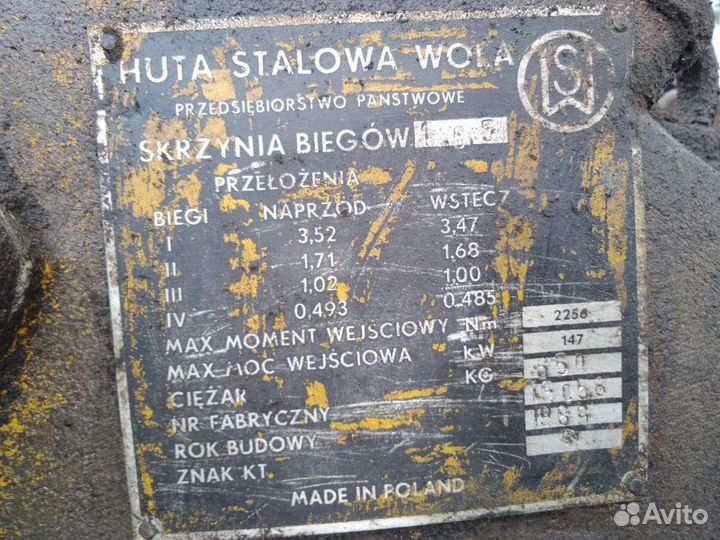 HUTA STALOWA WOLA
PRZEDSIĘBIORSTWO PAŃSTWOWE
SKRZYNIA BIEGÓW
PRZEŁOŻENIA
BIEGI NAPRZÓD WSTECZ
I 3,52 3,47
II 1,71 1,68
III 1,02 1,00
IV 0,493 0,485
MAX MOMENT WEJŚCIOWY Nm 2256
MAX MOC WEJŚCIOWA kW 147
CIĘŻAR KG 650
NR FABRYCZNY
ROK BUDOWY 1989
ZNAK KT.
MADE IN POLAND
Avito